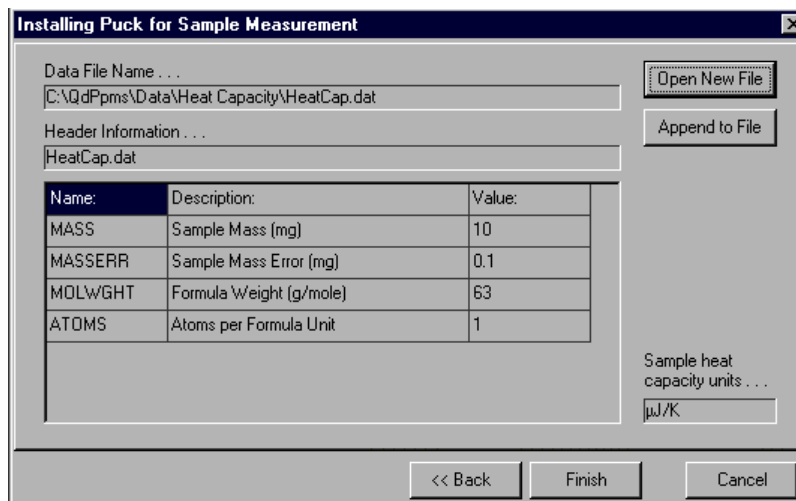 Installing Puck for Sample Measurement
Data File Name . . .
C:\QdPpms\Data\Heat Capacity\HeatCap.dat
Open New File
Header Information . . .
Append to File
HeatCap.dat
Name: Description: Value:
MASS Sample Mass (mg) 10
MASSERR Sample Mass Error (mg) 0.1
MOLWGHT Formula Weight (g/mole) 63
ATOMS Atoms per Formula Unit 1
Sample heat
capacity units . . .
µJ/K
<< Back Finish Cancel